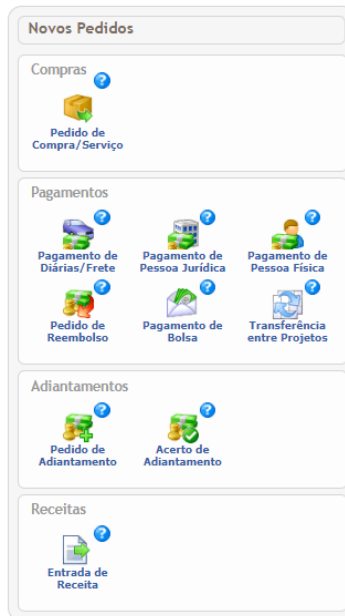 Novos Pedidos
Compras
?
Pedido de
Compra/Serviço
Pagamentos
? ? ?
Pagamento de Pagamento de Pagamento de
Diárias/Frete Pessoa Jurídica Pessoa Física
? ? ?
Pedido de Pagamento de Transferência
Reembolso Bolsa entre Projetos
Adiantamentos
? ?
Pedido de Acerto de
Adiantamento Adiantamento
Receitas
?
Entrada de
Receita